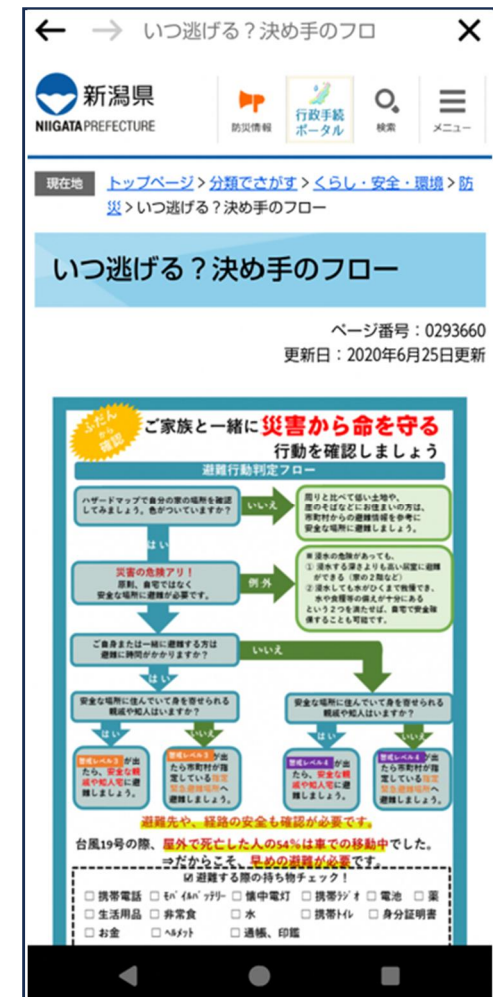 いつ逃げる？決め手のフロ
新潟県
NIIGATA PREFECTURE
防災情報
行政手続
ポータル
検索
メニュー
現在地 トップページ > 分類でさがす > くらし・安全・環境 > 防
災 > いつ逃げる？決め手のフロー
いつ逃げる？決め手のフロー
ページ番号：0293660
更新日：2020年6月25日更新
ふだん
から
確認
ご家族と一緒に災害から命を守る
行動を確認しましょう
避難行動判定フロー
ハザードマップで自分の家の場所を確認
してみましょう。色がついていますか？
いいえ
周りと比べて低い土地や、
崖のそばなどにお住まいの方は、
市町村からの避難情報を参考に
安全な場所に避難しましょう。
はい
災害の危険アリ！
原則、自宅ではなく
安全な場所に避難が必要です。
例外
※ 浸水の危険があっても、
① 浸水する深さよりも高い居室に避難
ができる（家の２階など）
② 浸水しても水がひくまで我慢でき、
水や食糧等の備えが十分にある
という２つを満たせば、自宅で安全確
保することも可能です。
ご自身または一緒に避難する方は
避難に時間がかかりますか？
いいえ
はい
安全な場所に住んでいて身を寄せられる
親戚や知人はいますか？
安全な場所に住んでいて身を寄せられる
親戚や知人はいますか？
はい
いいえ
はい
いいえ
警戒レベル３が出
たら、安全な親
戚や知人宅に避
難しましょう。
警戒レベル３が出
たら市町村が指
定している指定
緊急避難場所へ
避難しましょう。
警戒レベル４が出
たら、安全な親
戚や知人宅に避
難しましょう。
警戒レベル４が出
たら市町村が指
定している指定
緊急避難場所へ
避難しましょう。
避難先や、経路の安全も確認が必要です。
台風19号の際、屋外で死亡した人の54%は車での移動中でした。
⇒だからこそ、早めの避難が必要です。
☑ 避難する際の持ち物チェック！
□ 携帯電話 □ ﾓﾊﾞｲﾙﾊﾞｯﾃﾘｰ □ 懐中電灯 □ 携帯ﾗｼﾞｵ □ 電池 □ 薬
□ 生活用品 □ 非常食 □ 水 □ 携帯ﾄｲﾚ □ 身分証明書
□ お金 □ ﾍﾙﾒｯﾄ □ 通帳、印鑑